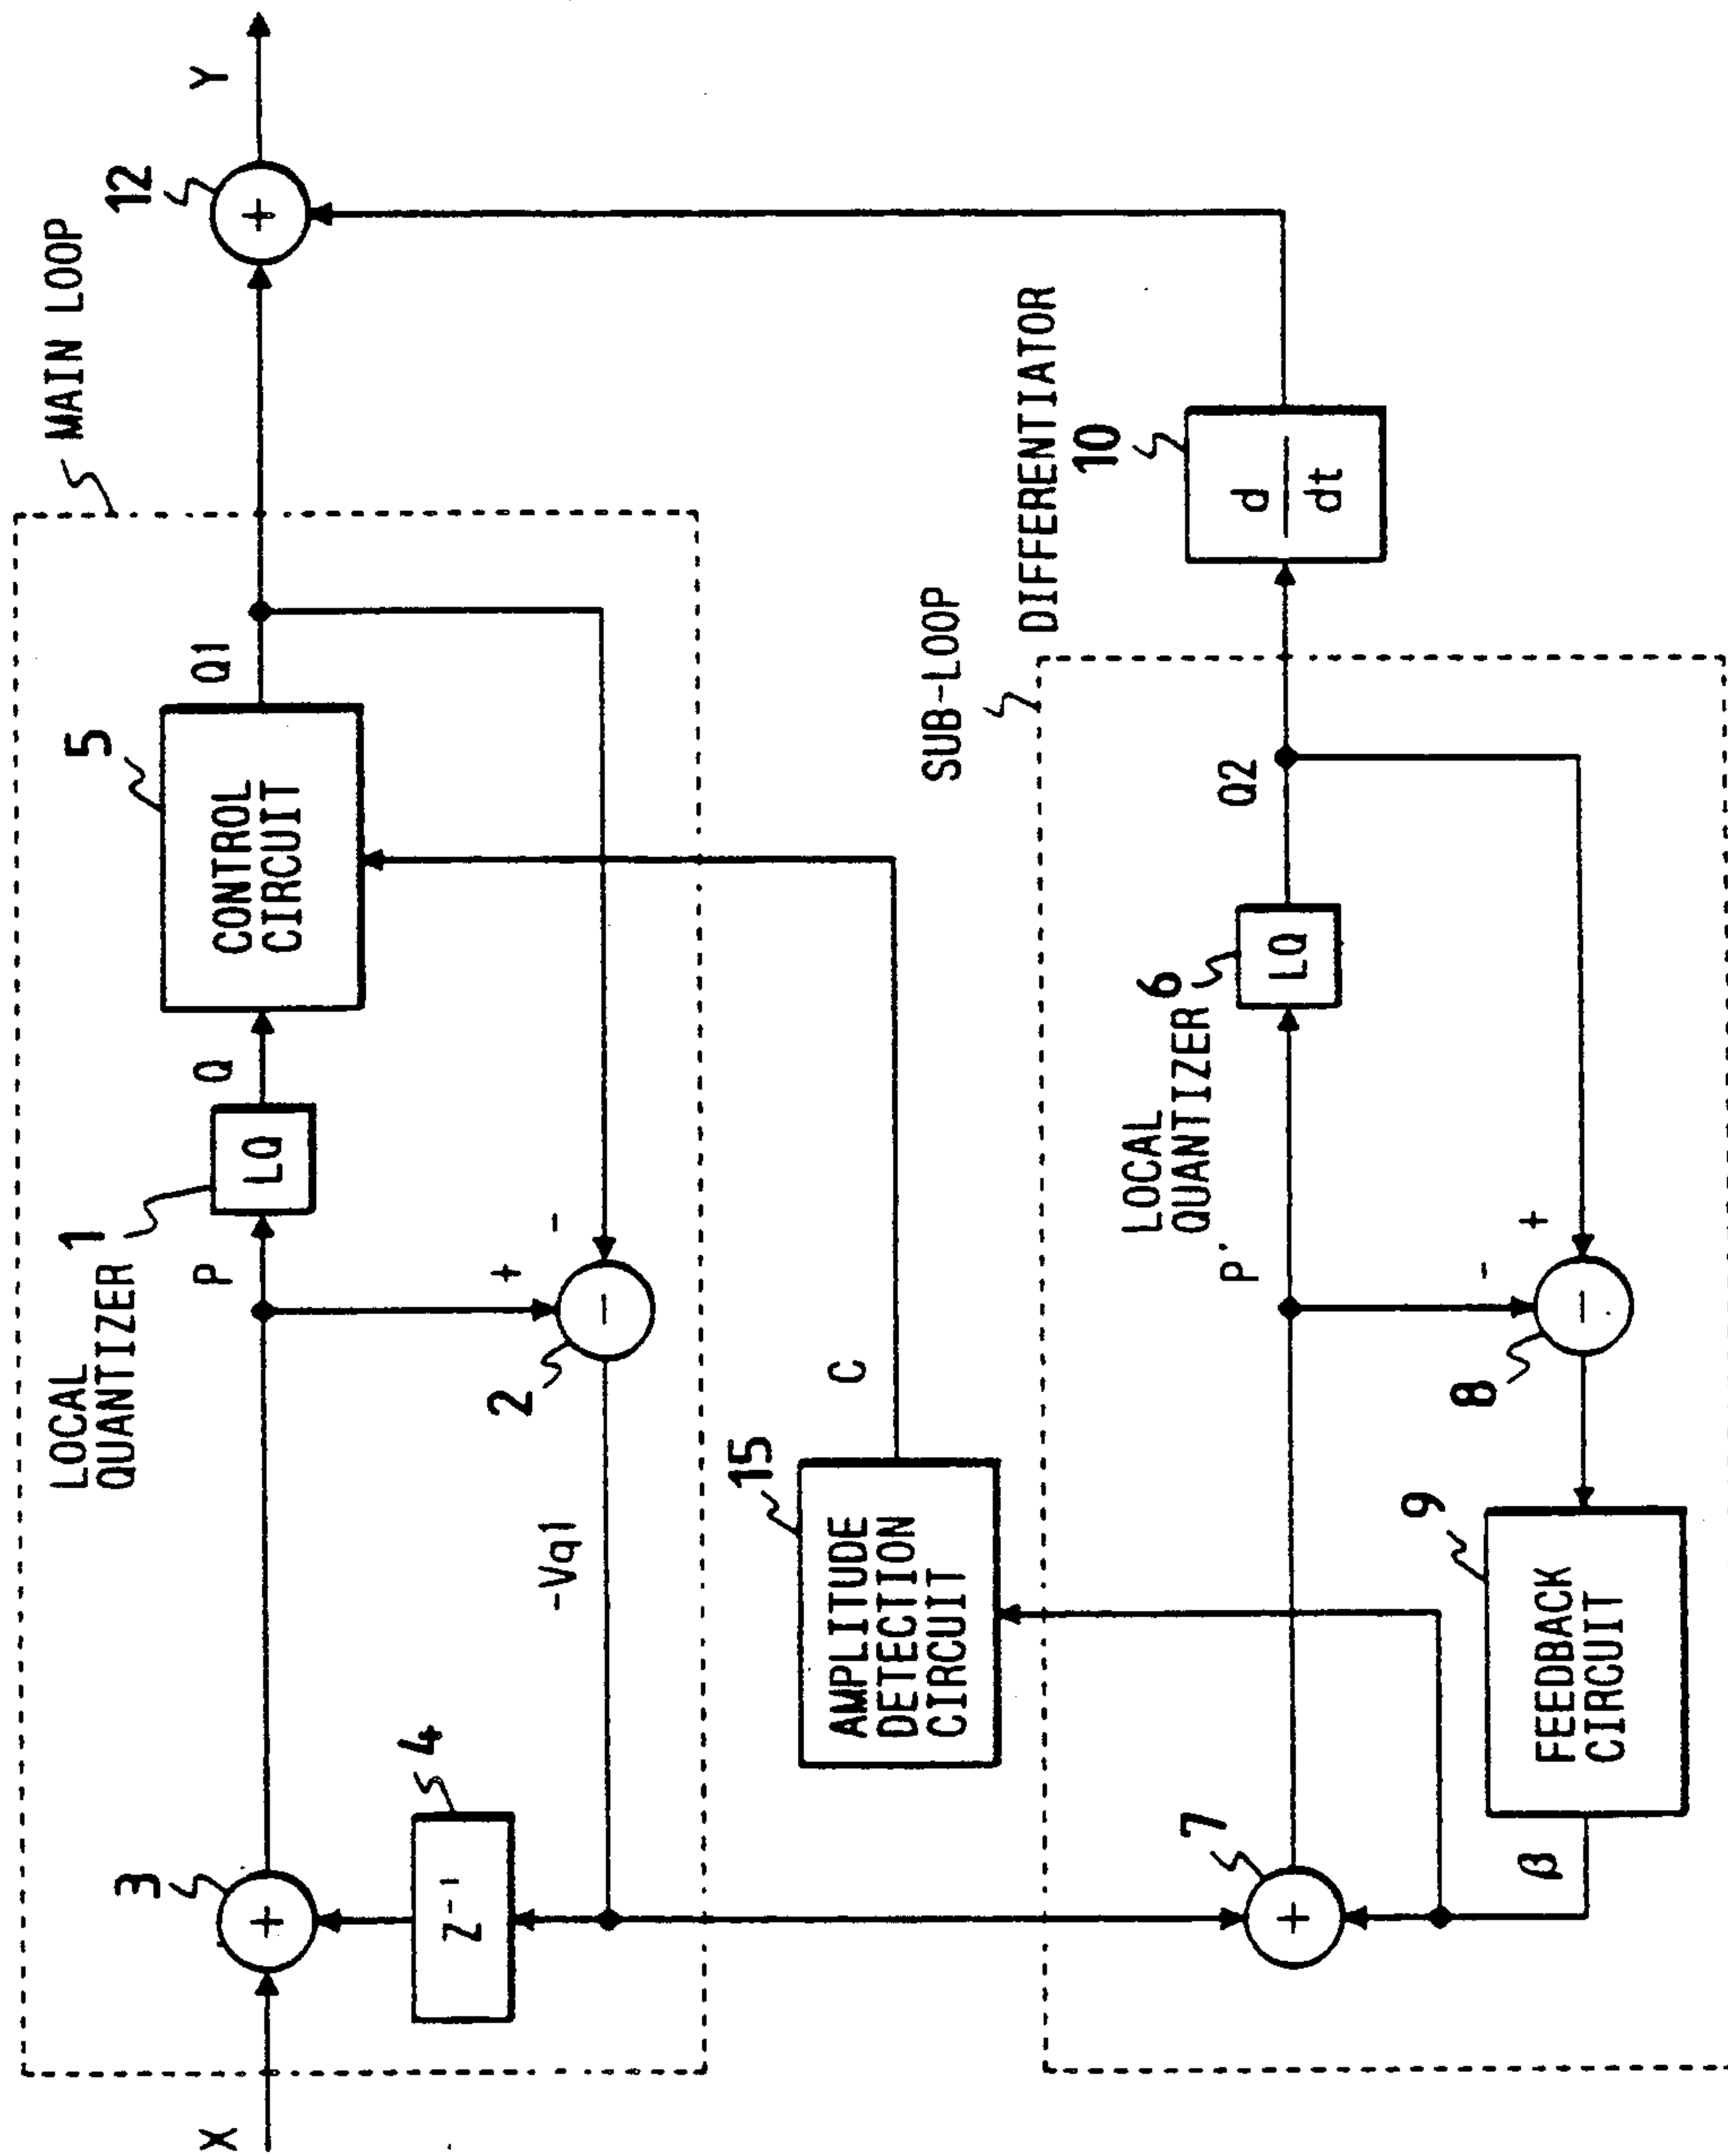 MAIN LOOP
LOCAL
QUANTIZER 1
5
12
X
3
+
P
LQ
Q
CONTROL
CIRCUIT
Q1
+
Y
4
Z⁻¹
+
-
2
-
-Vq1
15
AMPLITUDE
DETECTION
CIRCUIT
C
SUB-LOOP
DIFFERENTIATOR
10
LOCAL
QUANTIZER 6
7
+
P'
LQ
Q2
d
dt
9
-
+
8
-
β
FEEDBACK
CIRCUIT